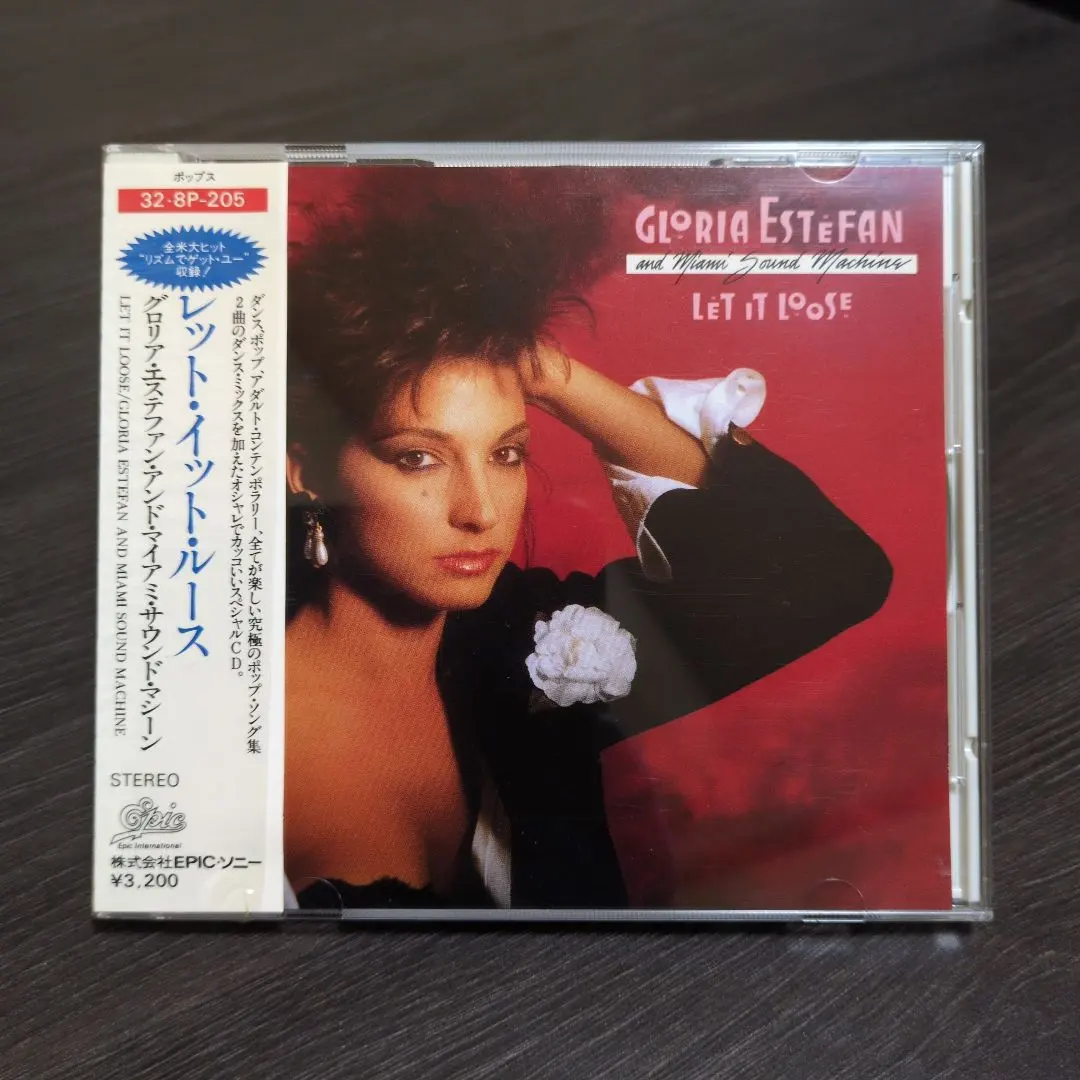 ポップス
32・8P-205
全米大ヒット
“リズムでゲット・ユー”
収録!
ダンス、ポップ、アダルト・コンテンポラリー、全てが楽しい究極のポップ・ソング集
2曲のダンス・ミックスを加えたオシャレでカッコいいスペシャルCD。
レット・イット・ルース
グロリア・エステファン・アンド・マイアミ・サウンド・マシーン
LET IT LOOSE/GLORIA ESTEFAN AND MIAMI SOUND MACHINE
STEREO
Epic
Epic International
株式会社EPIC・ソニー
¥3,200
GLORIA ESTEFAN
and Miami Sound Machine
LET IT LOOSE